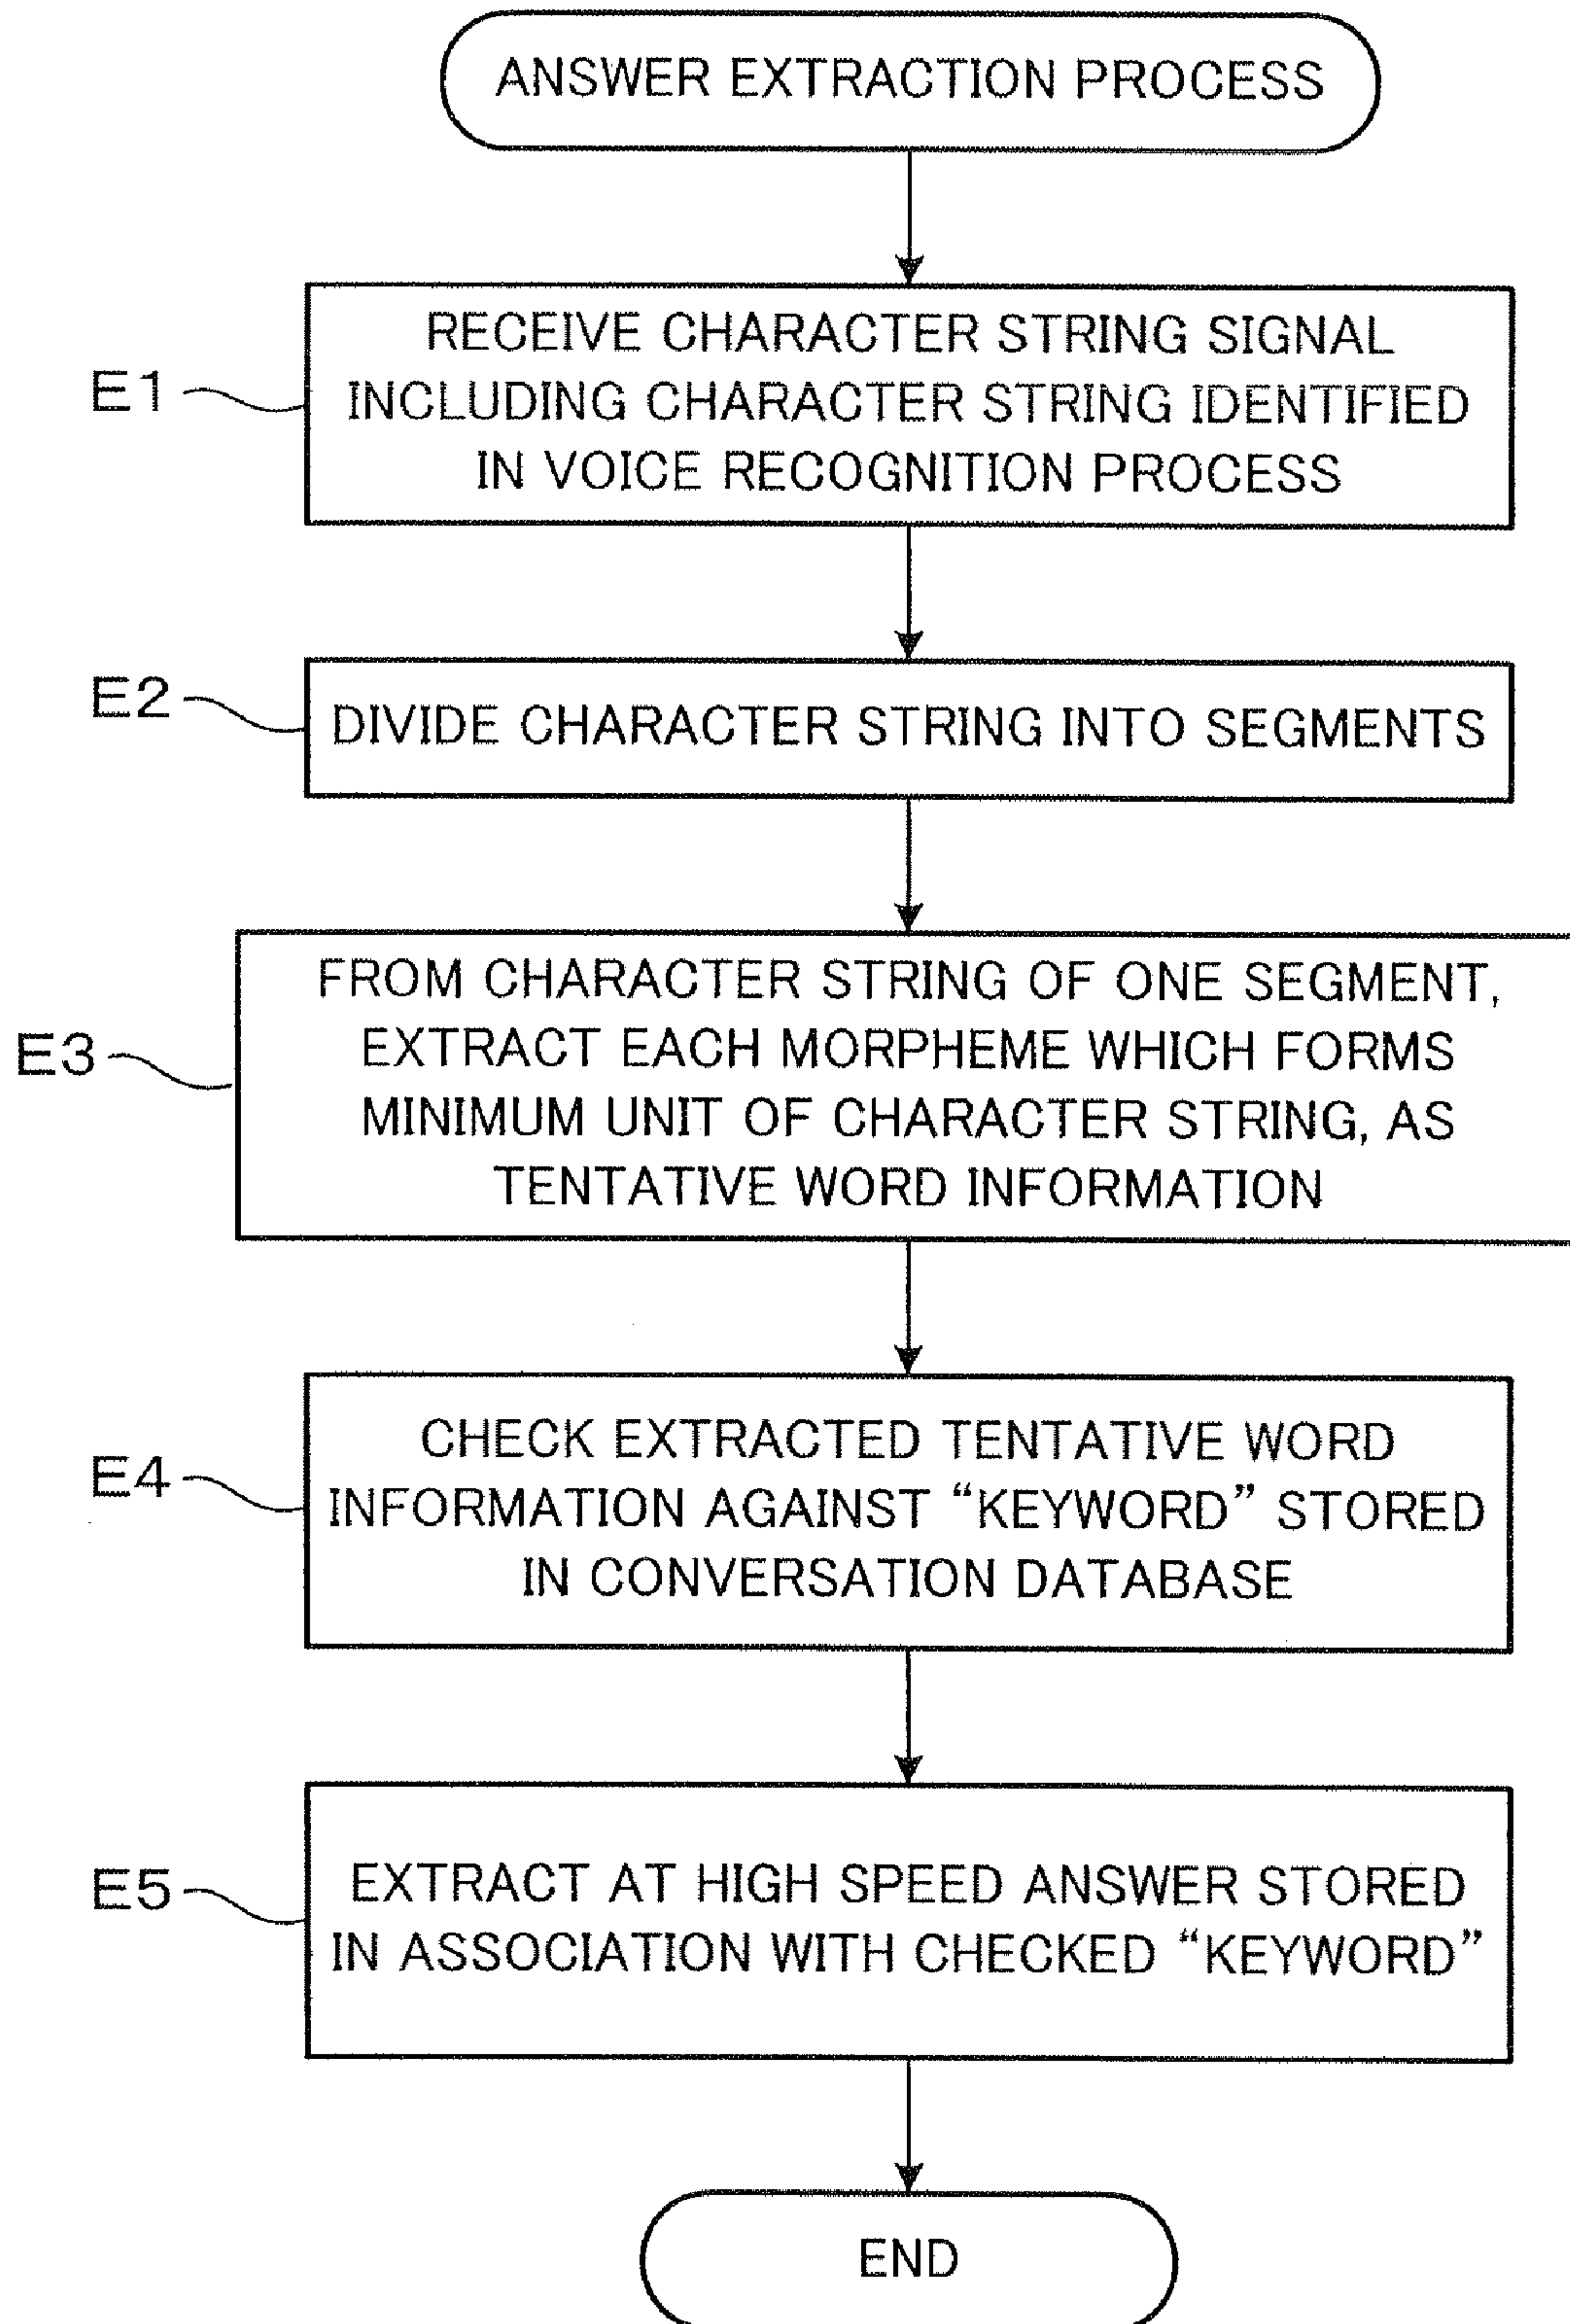 ANSWER EXTRACTION PROCESS
E1
RECEIVE CHARACTER STRING SIGNAL
INCLUDING CHARACTER STRING IDENTIFIED
IN VOICE RECOGNITION PROCESS
E2
DIVIDE CHARACTER STRING INTO SEGMENTS
E3
FROM CHARACTER STRING OF ONE SEGMENT,
EXTRACT EACH MORPHEME WHICH FORMS
MINIMUM UNIT OF CHARACTER STRING, AS
TENTATIVE WORD INFORMATION
E4
CHECK EXTRACTED TENTATIVE WORD
INFORMATION AGAINST “KEYWORD” STORED
IN CONVERSATION DATABASE
E5
EXTRACT AT HIGH SPEED ANSWER STORED
IN ASSOCIATION WITH CHECKED “KEYWORD”
END